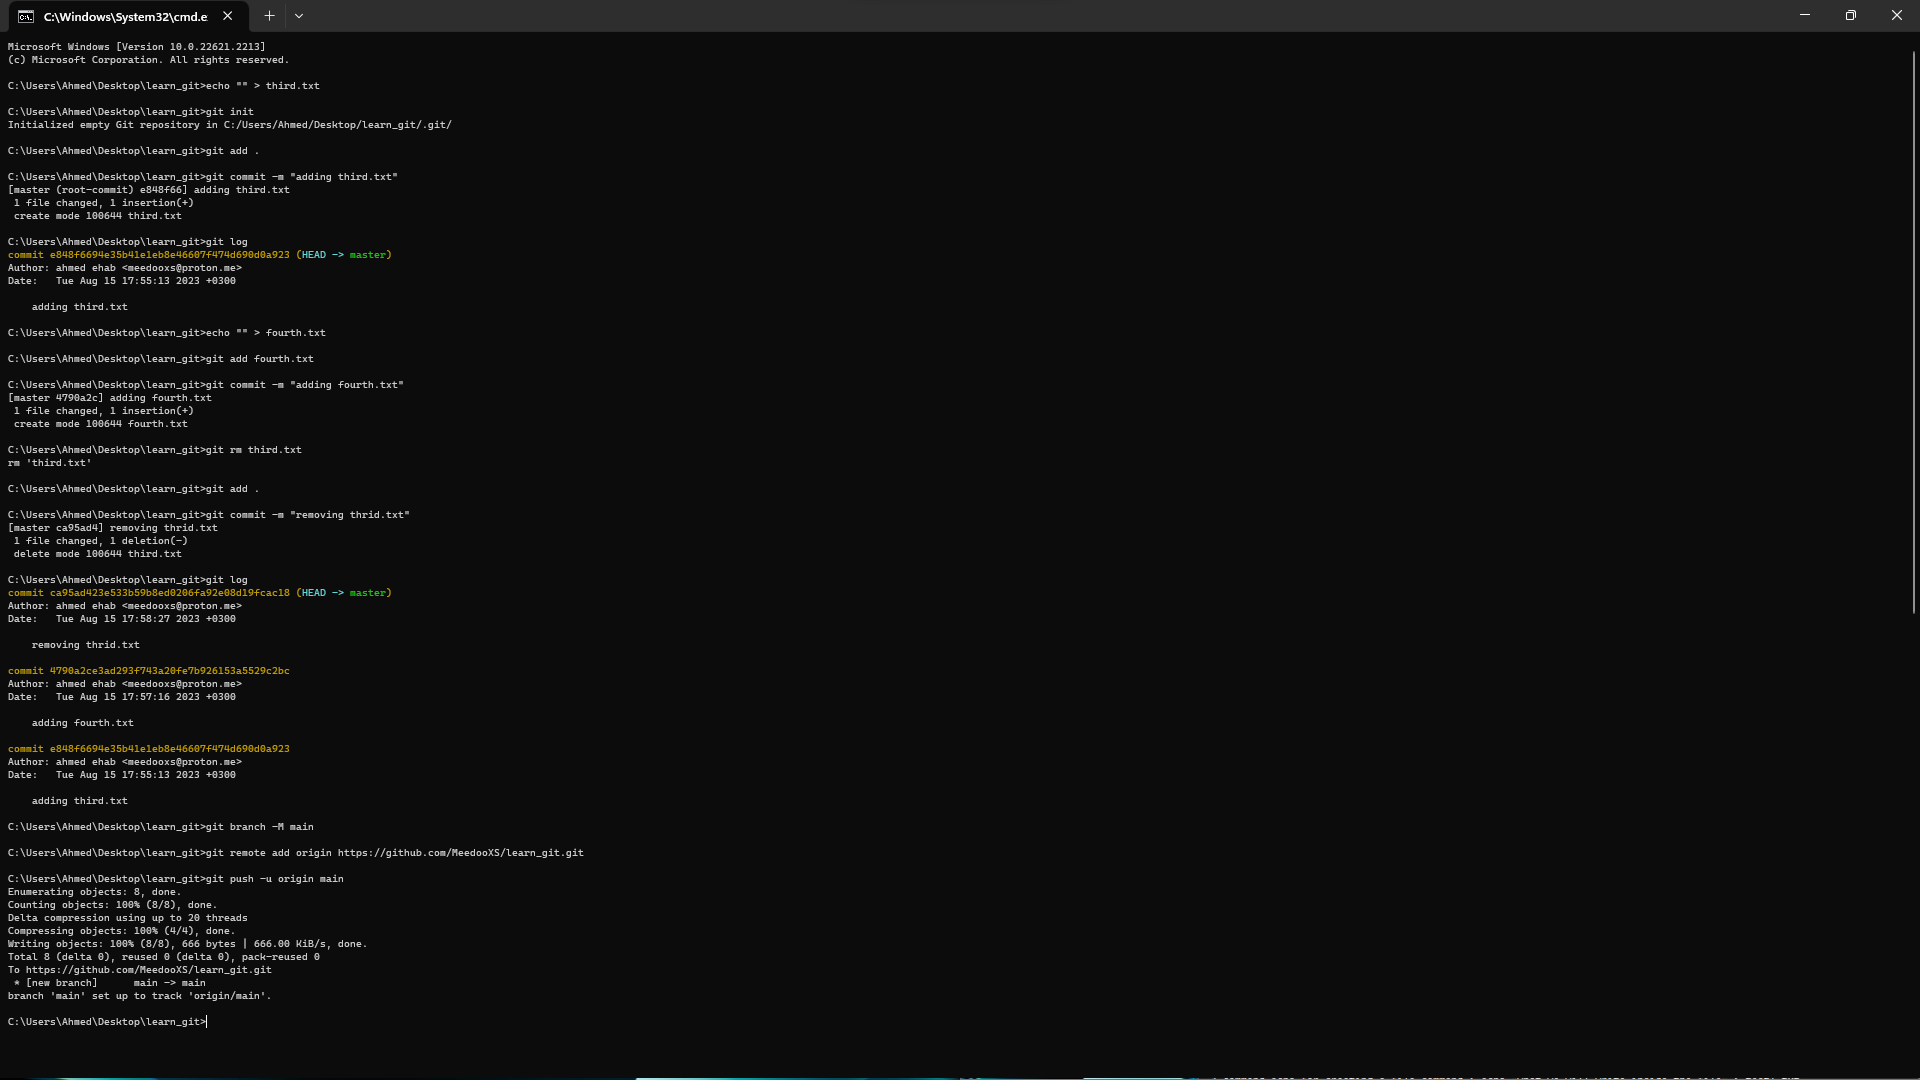 C:\Windows\System32\cmd.e
Microsoft Windows [Version 10.0.22621.2213]
(c) Microsoft Corporation. All rights reserved.
C:\Users\Ahmed\Desktop\learn_git>echo "" > third.txt
C:\Users\Ahmed\Desktop\learn_git>git init
Initialized empty Git repository in C:/Users/Ahmed/Desktop/learn_git/.git/
C:\Users\Ahmed\Desktop\learn_git>git add .
C:\Users\Ahmed\Desktop\learn_git>git commit -m "adding third.txt"
[master (root-commit) e848f66] adding third.txt
 1 file changed, 1 insertion(+)
 create mode 100644 third.txt
C:\Users\Ahmed\Desktop\learn_git>git log
commit e848f6694e35b41e1eb8e46607f474d690d0a923 (HEAD -> master)
Author: ahmed ehab <meedooxs@proton.me>
Date:   Tue Aug 15 17:55:13 2023 +0300
    adding third.txt
C:\Users\Ahmed\Desktop\learn_git>echo "" > fourth.txt
C:\Users\Ahmed\Desktop\learn_git>git add fourth.txt
C:\Users\Ahmed\Desktop\learn_git>git commit -m "adding fourth.txt"
[master 4790a2c] adding fourth.txt
 1 file changed, 1 insertion(+)
 create mode 100644 fourth.txt
C:\Users\Ahmed\Desktop\learn_git>git rm third.txt
rm 'third.txt'
C:\Users\Ahmed\Desktop\learn_git>git add .
C:\Users\Ahmed\Desktop\learn_git>git commit -m "removing thrid.txt"
[master ca95ad4] removing thrid.txt
 1 file changed, 1 deletion(-)
 delete mode 100644 third.txt
C:\Users\Ahmed\Desktop\learn_git>git log
commit ca95ad423e533b59b8ed0206fa92e08d19fcac18 (HEAD -> master)
Author: ahmed ehab <meedooxs@proton.me>
Date:   Tue Aug 15 17:58:27 2023 +0300
    removing thrid.txt
commit 4790a2ce3ad293f743a20fe7b926153a5529c2bc
Author: ahmed ehab <meedooxs@proton.me>
Date:   Tue Aug 15 17:57:16 2023 +0300
    adding fourth.txt
commit e848f6694e35b41e1eb8e46607f474d690d0a923
Author: ahmed ehab <meedooxs@proton.me>
Date:   Tue Aug 15 17:55:13 2023 +0300
    adding third.txt
C:\Users\Ahmed\Desktop\learn_git>git branch -M main
C:\Users\Ahmed\Desktop\learn_git>git remote add origin https://github.com/MeedooXS/learn_git.git
C:\Users\Ahmed\Desktop\learn_git>git push -u origin main
Enumerating objects: 8, done.
Counting objects: 100% (8/8), done.
Delta compression using up to 20 threads
Compressing objects: 100% (4/4), done.
Writing objects: 100% (8/8), 666 bytes | 666.00 KiB/s, done.
Total 8 (delta 0), reused 0 (delta 0), pack-reused 0
To https://github.com/MeedooXS/learn_git.git
 * [new branch]      main -> main
branch 'main' set up to track 'origin/main'.
C:\Users\Ahmed\Desktop\learn_git>